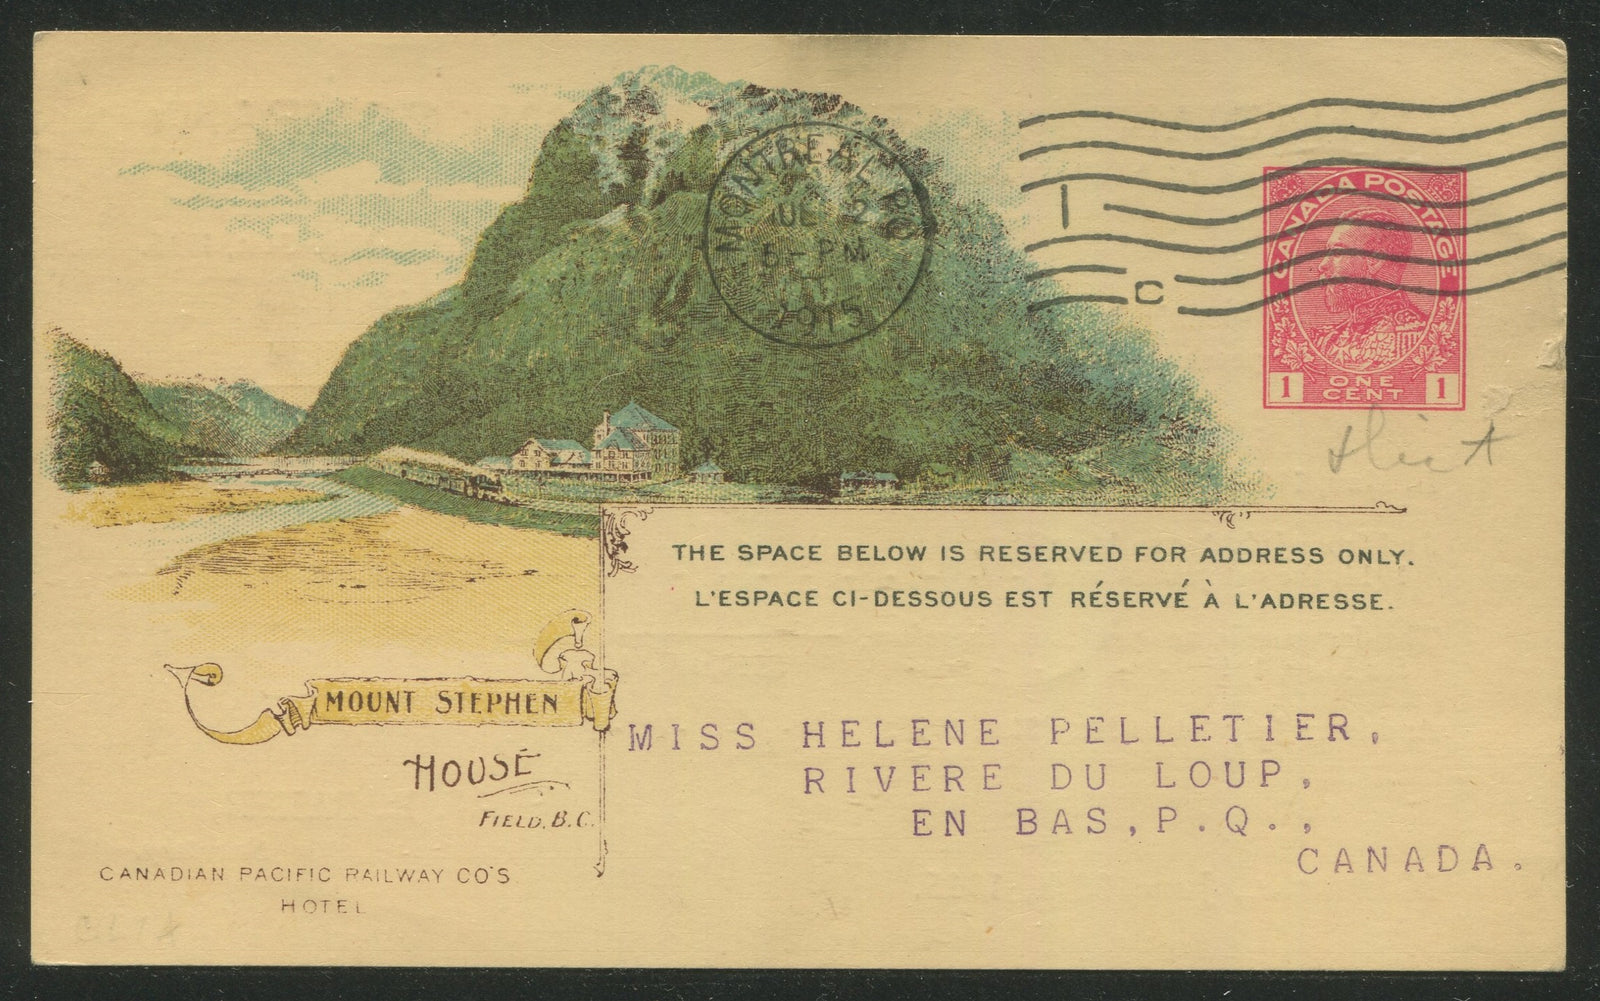 MONTREAL, P.Q.
5-PM
1915
I
C
CANADA POSTAGE
1 ONE CENT 1
THE SPACE BELOW IS RESERVED FOR ADDRESS ONLY.
L'ESPACE CI-DESSOUS EST RÉSERVÉ À L'ADRESSE.
MOUNT STEPHEN
HOUSE
FIELD, B.C.
CANADIAN PACIFIC RAILWAY CO'S
HOTEL
MISS HELENE PELLETIER,
RIVERE DU LOUP,
EN BAS, P.Q.,
CANADA.